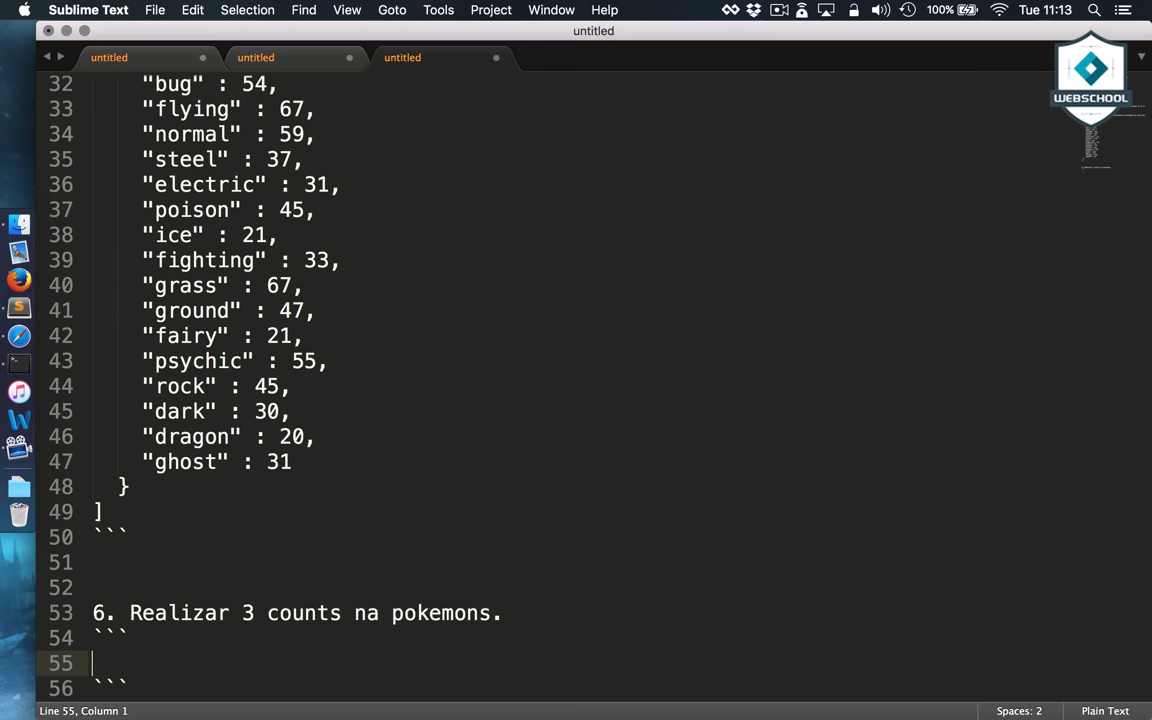 Sublime Text File Edit Selection Find View Goto Tools Project Window Help 100% Tue 11:13
untitled
untitled untitled untitled
WEBSCHOOL
32 "bug" : 54,
33 "flying" : 67,
34 "normal" : 59,
35 "steel" : 37,
36 "electric" : 31,
37 "poison" : 45,
38 "ice" : 21,
39 "fighting" : 33,
40 "grass" : 67,
41 "ground" : 47,
42 "fairy" : 21,
43 "psychic" : 55,
44 "rock" : 45,
45 "dark" : 30,
46 "dragon" : 20,
47 "ghost" : 31
48 }
49 ]
50 ```
51
52
53 6. Realizar 3 counts na pokemons.
54 ```
55
56 ```
Line 55, Column 1 Spaces: 2 Plain Text